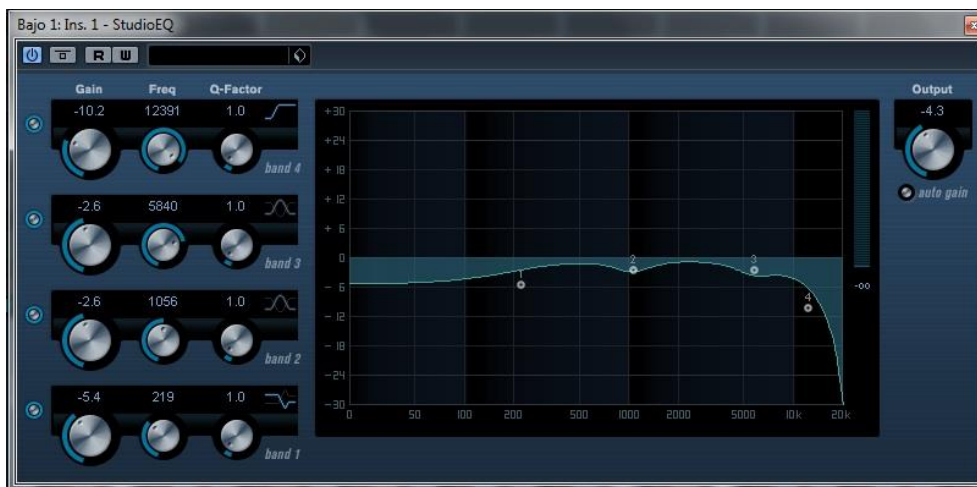 Bajo 1: Ins. 1 - StudioEQ
R W
Gain Freq Q-Factor
-10.2 12391 1.0
band 4
-2.6 5840 1.0
band 3
-2.6 1056 1.0
band 2
-5.4 219 1.0
band 1
+30
+24
+ 18
+ 12
+ 6
0
- 6
- 12
- 18
-24
-30
0 50 100 200 500 1000 2000 5000 10k 20k
1 2 3 4
-oo
Output
-4.3
auto gain